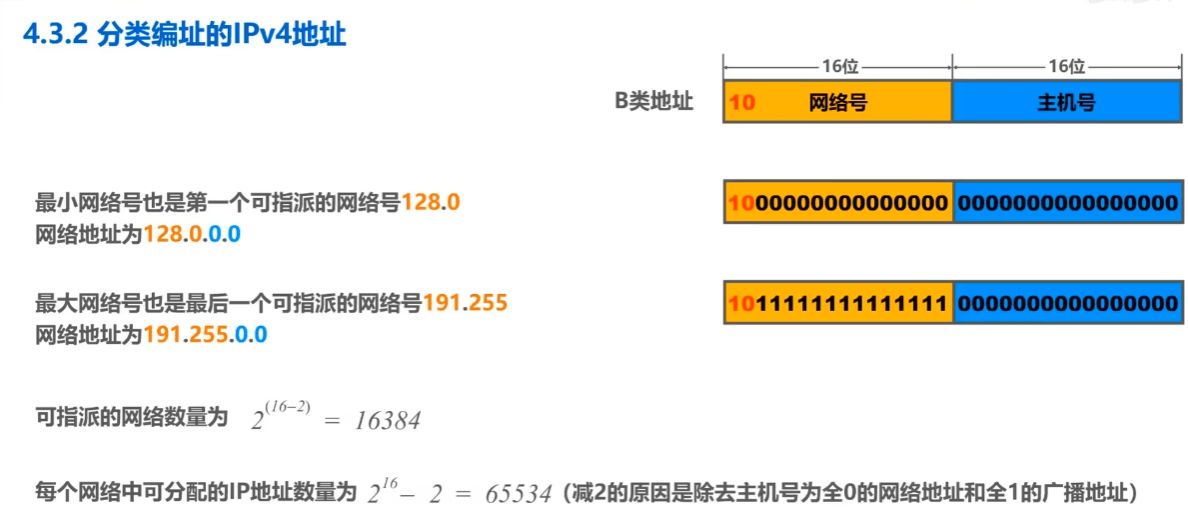 4.3.2 分类编址的IPv4地址
16位 16位
B类地址 10 网络号 主机号
最小网络号也是第一个可指派的网络号128.0
网络地址为128.0.0.0
1000000000000000 0000000000000000
最大网络号也是最后一个可指派的网络号191.255
网络地址为191.255.0.0
1011111111111111 0000000000000000
可指派的网络数量为 2^(16-2) = 16384
每个网络中可分配的IP地址数量为 2^16 - 2 = 65534（减2的原因是除去主机号为全0的网络地址和全1的广播地址）